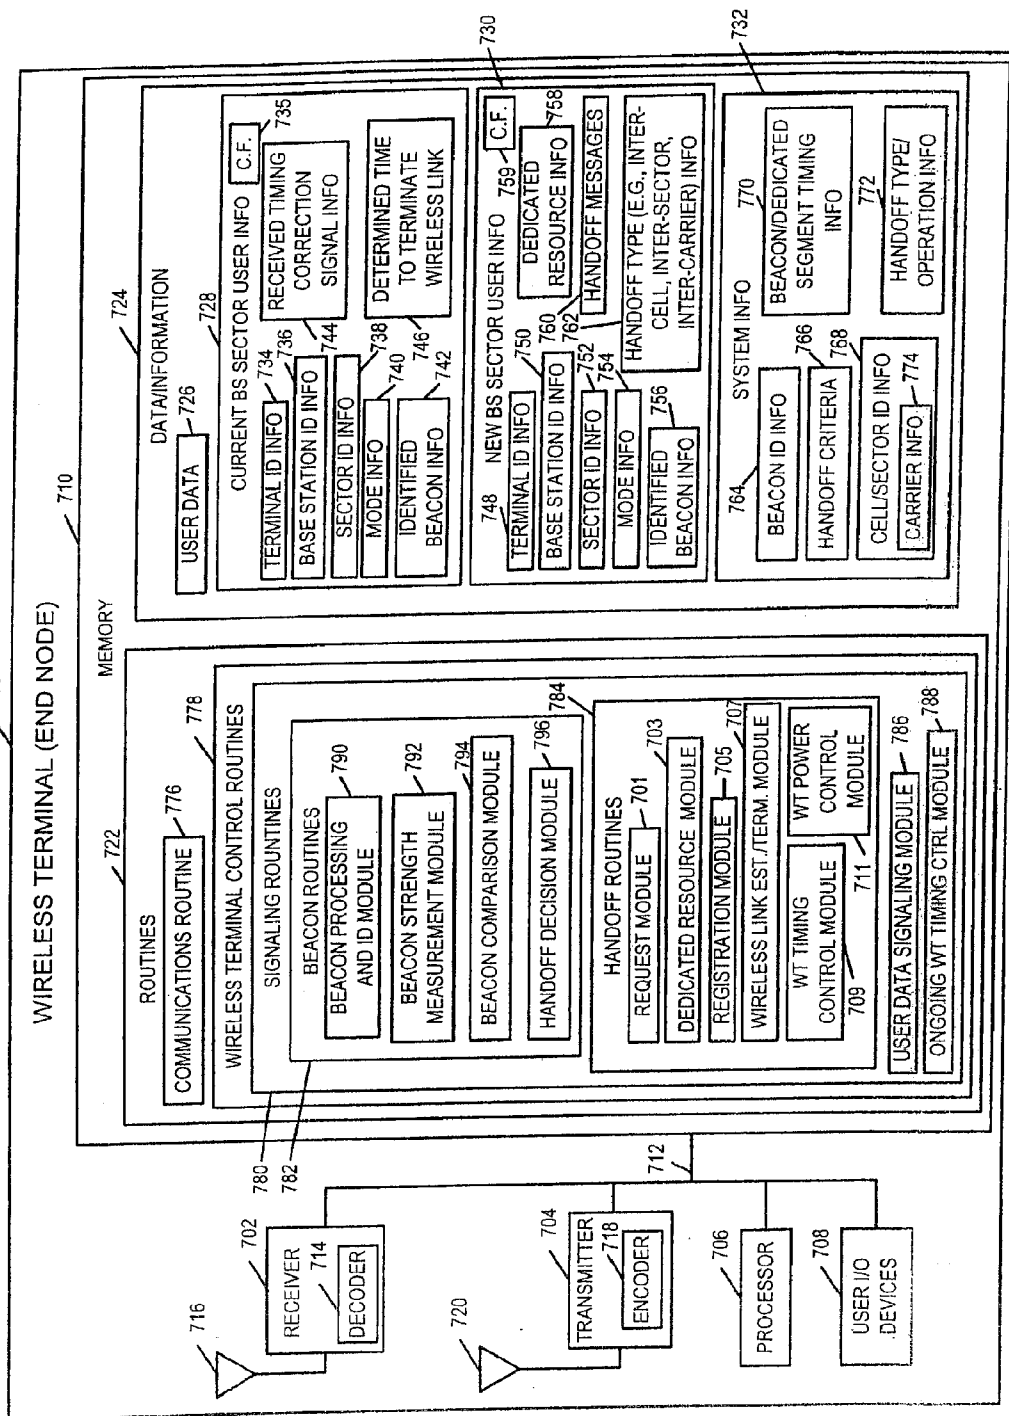 WIRELESS TERMINAL (END NODE)
710
MEMORY
722
ROUTINES
COMMUNICATIONS ROUTINE
776
778
WIRELESS TERMINAL CONTROL ROUTINES
SIGNALING ROUNTINES
780
782
BEACON ROUTINES
BEACON PROCESSING
AND ID MODULE
790
BEACON STRENGTH
MEASUREMENT MODULE
792
794
BEACON COMPARISON MODULE
HANDOFF DECISION MODULE
796
784
HANDOFF ROUTINES
REQUEST MODULE
701
703
DEDICATED RESOURCE MODULE
REGISTRATION MODULE
705
707
WIRELESS LINK EST./TERM. MODULE
WT TIMING
CONTROL MODULE
709
WT POWER
CONTROL
MODULE
711
USER DATA SIGNALING MODULE
786
ONGOING WT TIMING CTRL MODULE
788
724
DATA/INFORMATION
USER DATA
726
728
CURRENT BS SECTOR USER INFO
C.F.
735
TERMINAL ID INFO
734
BASE STATION ID INFO
736
SECTOR ID INFO
738
MODE INFO
740
IDENTIFIED
BEACON INFO
742
RECEIVED TIMING
CORRECTION
SIGNAL INFO
744
DETERMINED TIME
TO TERMINATE
WIRELESS LINK
746
730
NEW BS SECTOR USER INFO
C.F.
759
748
TERMINAL ID INFO
750
BASE STATION ID INFO
SECTOR ID INFO
752
MODE INFO
754
IDENTIFIED
BEACON INFO
756
DEDICATED
RESOURCE INFO
758
760
HANDOFF MESSAGES
762
HANDOFF TYPE (E.G., INTER-
CELL, INTER-SECTOR,
INTER-CARRIER) INFO
732
SYSTEM INFO
764
BEACON ID INFO
HANDOFF CRITERIA
766
768
CELL/SECTOR ID INFO
CARRIER INFO
774
770
BEACON/DEDICATED
SEGMENT TIMING
INFO
772
HANDOFF TYPE/
OPERATION INFO
712
716
702
RECEIVER
714
DECODER
720
704
TRANSMITTER
718
ENCODER
706
PROCESSOR
708
USER I/O
DEVICES